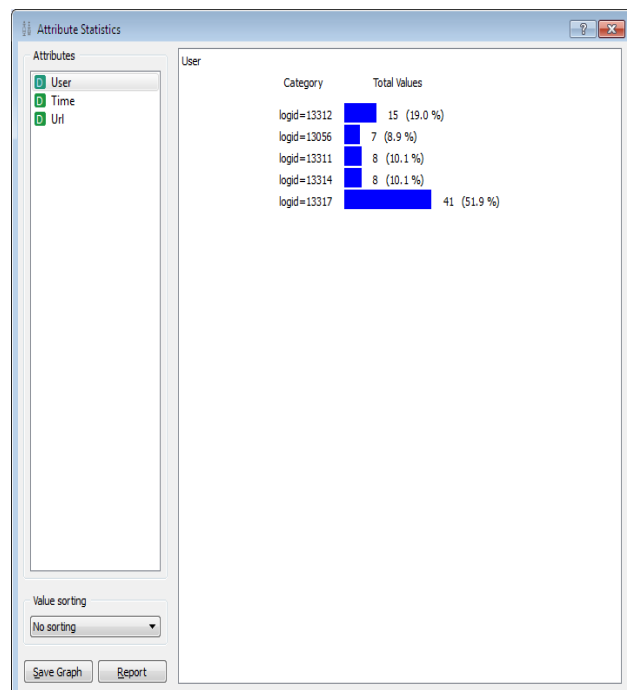 Attribute Statistics
?
Attributes
D User
D Time
D Url
Value sorting
No sorting
Save Graph
Report
User
Category Total Values
logid=13312 15 (19.0 %)
logid=13056 7 (8.9 %)
logid=13311 8 (10.1 %)
logid=13314 8 (10.1 %)
logid=13317 41 (51.9 %)